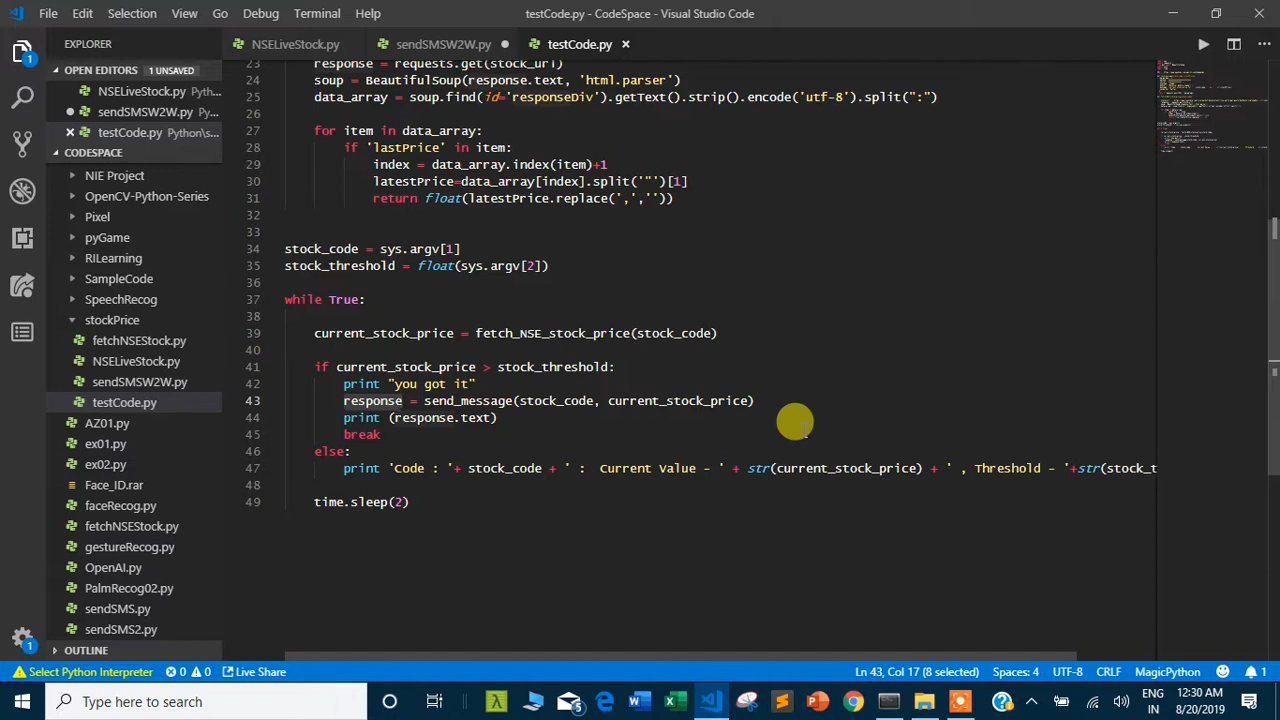 File Edit Selection View Go Debug Terminal Help
testCode.py - CodeSpace - Visual Studio Code
EXPLORER
NSELiveStock.py
sendSMSW2W.py
testCode.py
OPEN EDITORS 1 UNSAVED
NSELiveStock.py Pytho...
sendSMSW2W.py Py...
testCode.py Python\s...
CODESPACE
NIE Project
OpenCV-Python-Series
Pixel
pyGame
RILearning
SampleCode
SpeechRecog
stockPrice
fetchNSEStock.py
NSELiveStock.py
sendSMSW2W.py
testCode.py
AZ01.py
ex01.py
ex02.py
Face_ID.rar
faceRecog.py
fetchNSEStock.py
gestureRecog.py
OpenAI.py
PalmRecog02.py
sendSMS.py
sendSMS2.py
OUTLINE
23 response = requests.get(stock_url)
24 soup = BeautifulSoup(response.text, 'html.parser')
25 data_array = soup.find(id='responseDiv').getText().strip().encode('utf-8').split(":")
26
27 for item in data_array:
28 if 'lastPrice' in item:
29 index = data_array.index(item)+1
30 latestPrice=data_array[index].split('"')[1]
31 return float(latestPrice.replace(',',''))
32
33
34 stock_code = sys.argv[1]
35 stock_threshold = float(sys.argv[2])
36
37 while True:
38
39 current_stock_price = fetch_NSE_stock_price(stock_code)
40
41 if current_stock_price > stock_threshold:
42 print "you got it"
43 response = send_message(stock_code, current_stock_price)
44 print (response.text)
45 break
46 else:
47 print 'Code : '+ stock_code + ' : Current Value - ' + str(current_stock_price) + ' , Threshold - '+str(stock_t
48
49 time.sleep(2)
Select Python Interpreter 0 0 Live Share
Ln 43, Col 17 (8 selected) Spaces: 4 UTF-8 CRLF MagicPython 1
Type here to search
ENG
IN
12:30 AM
8/20/2019